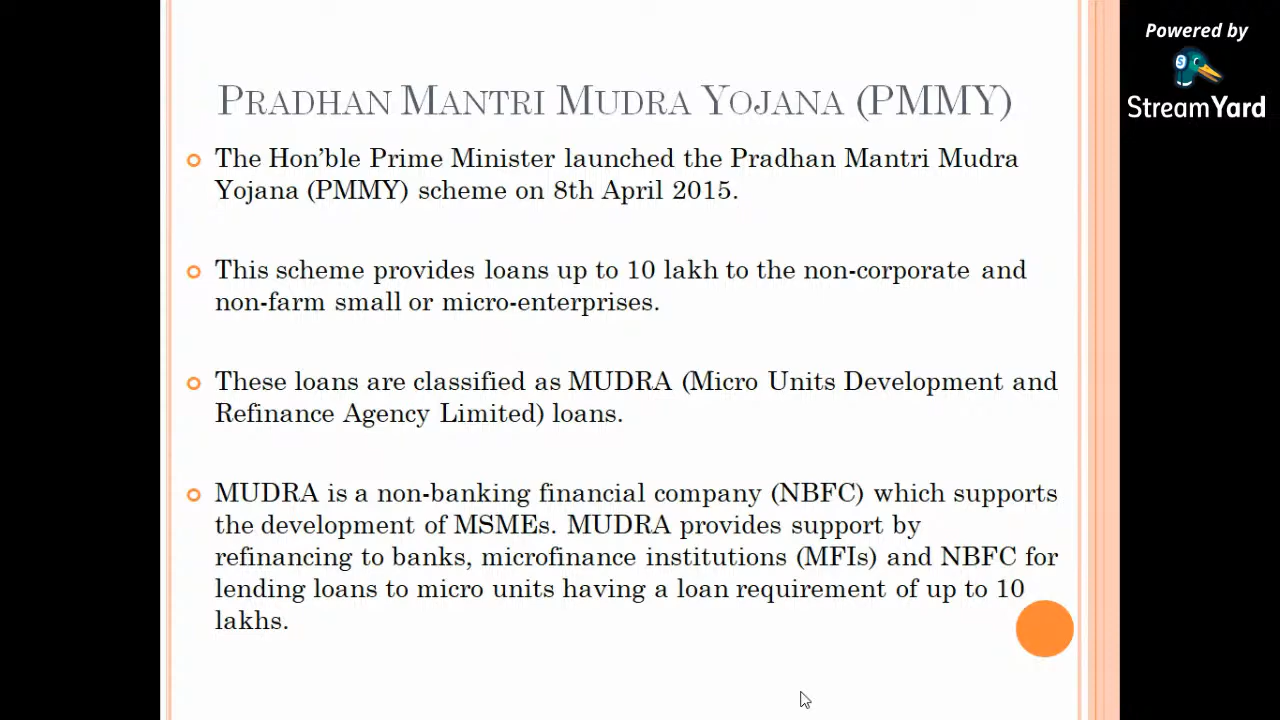 Powered by
StreamYard
PRADHAN MANTRI MUDRA YOJANA (PMMY)
The Hon’ble Prime Minister launched the Pradhan Mantri Mudra
Yojana (PMMY) scheme on 8th April 2015.
This scheme provides loans up to 10 lakh to the non-corporate and
non-farm small or micro-enterprises.
These loans are classified as MUDRA (Micro Units Development and
Refinance Agency Limited) loans.
MUDRA is a non-banking financial company (NBFC) which supports
the development of MSMEs. MUDRA provides support by
refinancing to banks, microfinance institutions (MFIs) and NBFC for
lending loans to micro units having a loan requirement of up to 10
lakhs.